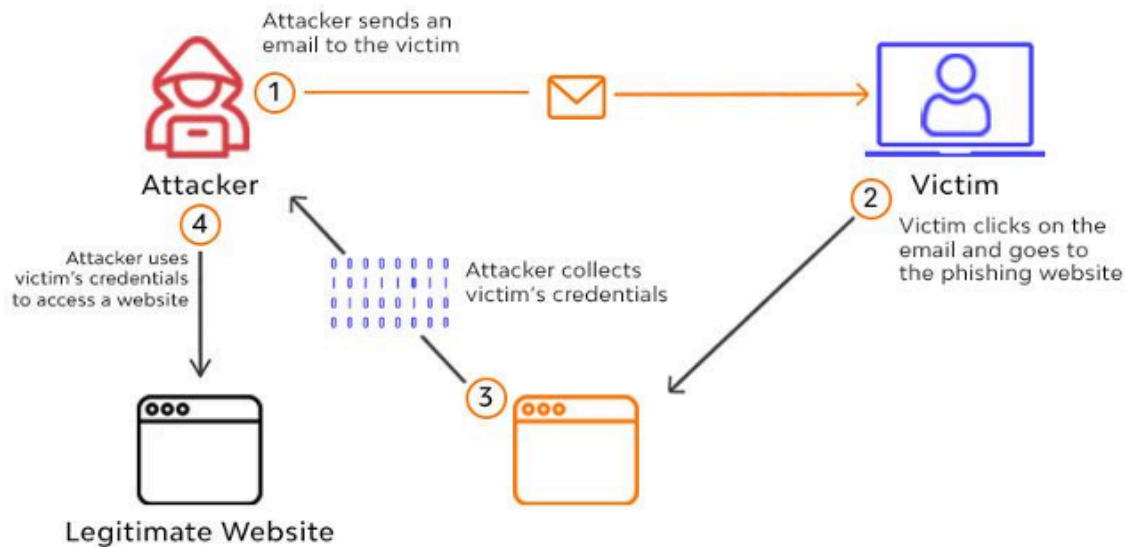 Attacker sends an
email to the victim
1
Attacker
Victim
2
Victim clicks on the
email and goes to
the phishing website
4
Attacker uses
victim's credentials
to access a website
Attacker collects
victim's credentials
3
Legitimate Website